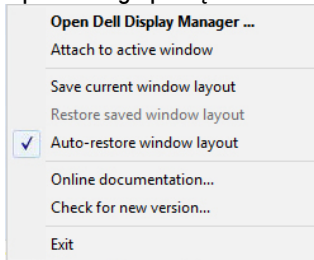 Open Dell Display Manager ...
Attach to active window
Save current window layout
Restore saved window layout
Auto-restore window layout
Online documentation...
Check for new version...
Exit